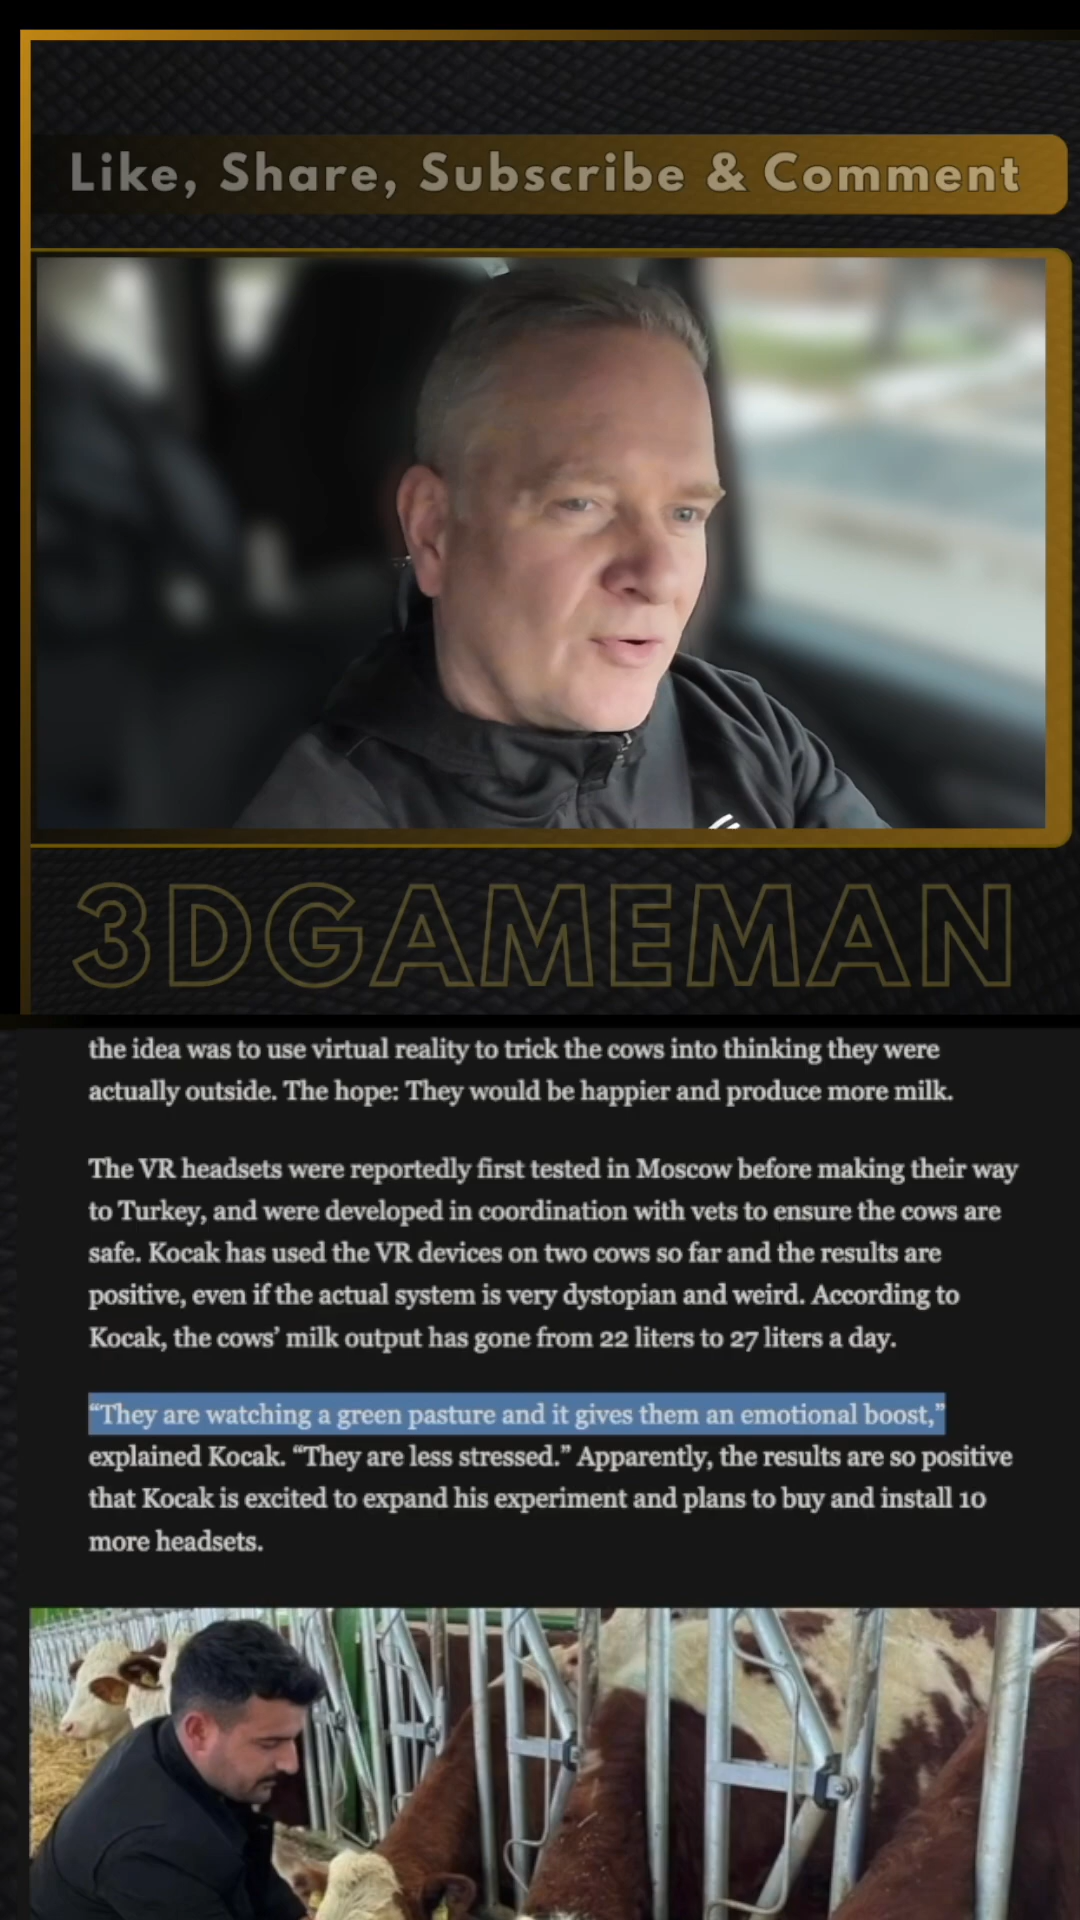 Like, Share, Subscribe & Comment
3DGAMEMAN
the idea was to use virtual reality to trick the cows into thinking they were
actually outside. The hope: They would be happier and produce more milk.
The VR headsets were reportedly first tested in Moscow before making their way
to Turkey, and were developed in coordination with vets to ensure the cows are
safe. Kocak has used the VR devices on two cows so far and the results are
positive, even if the actual system is very dystopian and weird. According to
Kocak, the cows’ milk output has gone from 22 liters to 27 liters a day.
“They are watching a green pasture and it gives them an emotional boost,”
explained Kocak. “They are less stressed.” Apparently, the results are so positive
that Kocak is excited to expand his experiment and plans to buy and install 10
more headsets.